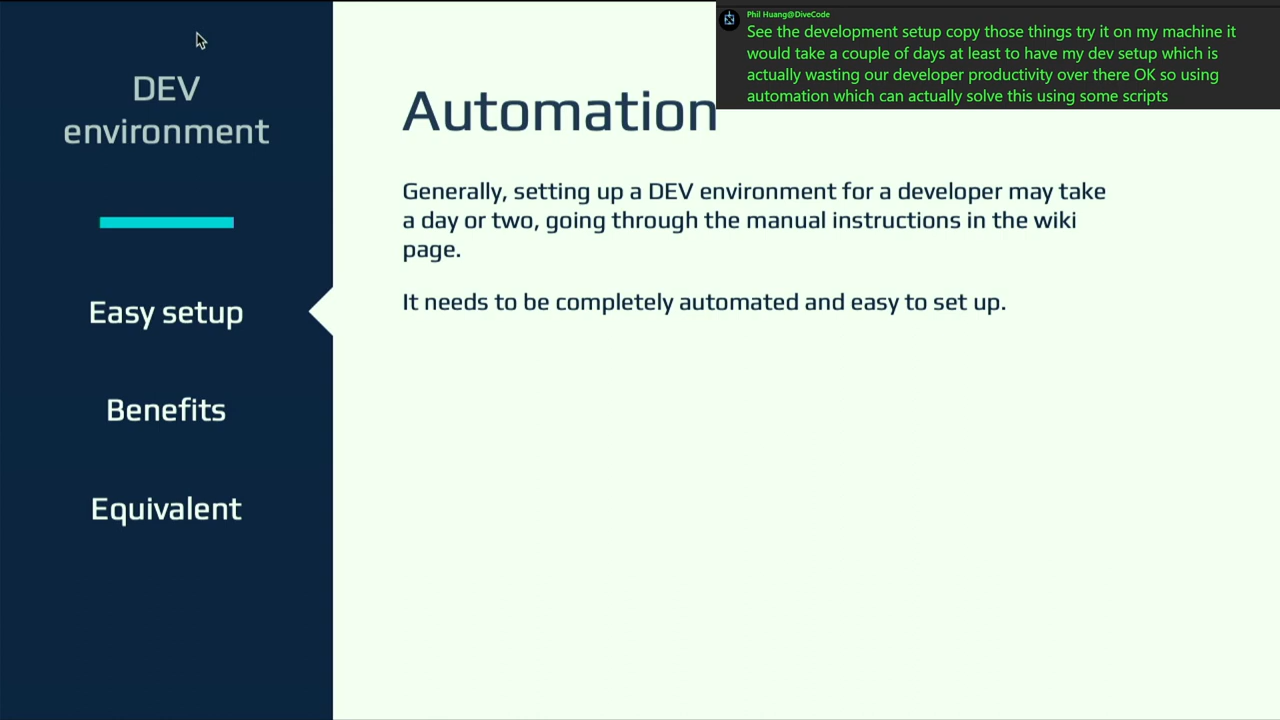 DEV
environment
Easy setup
Benefits
Equivalent
Automation
Generally, setting up a DEV environment for a developer may take
a day or two, going through the manual instructions in the wiki
page.
It needs to be completely automated and easy to set up.
Phil Huang@DiveCode
See the development setup copy those things try it on my machine it
would take a couple of days at least to have my dev setup which is
actually wasting our developer productivity over there OK so using
automation which can actually solve this using some scripts